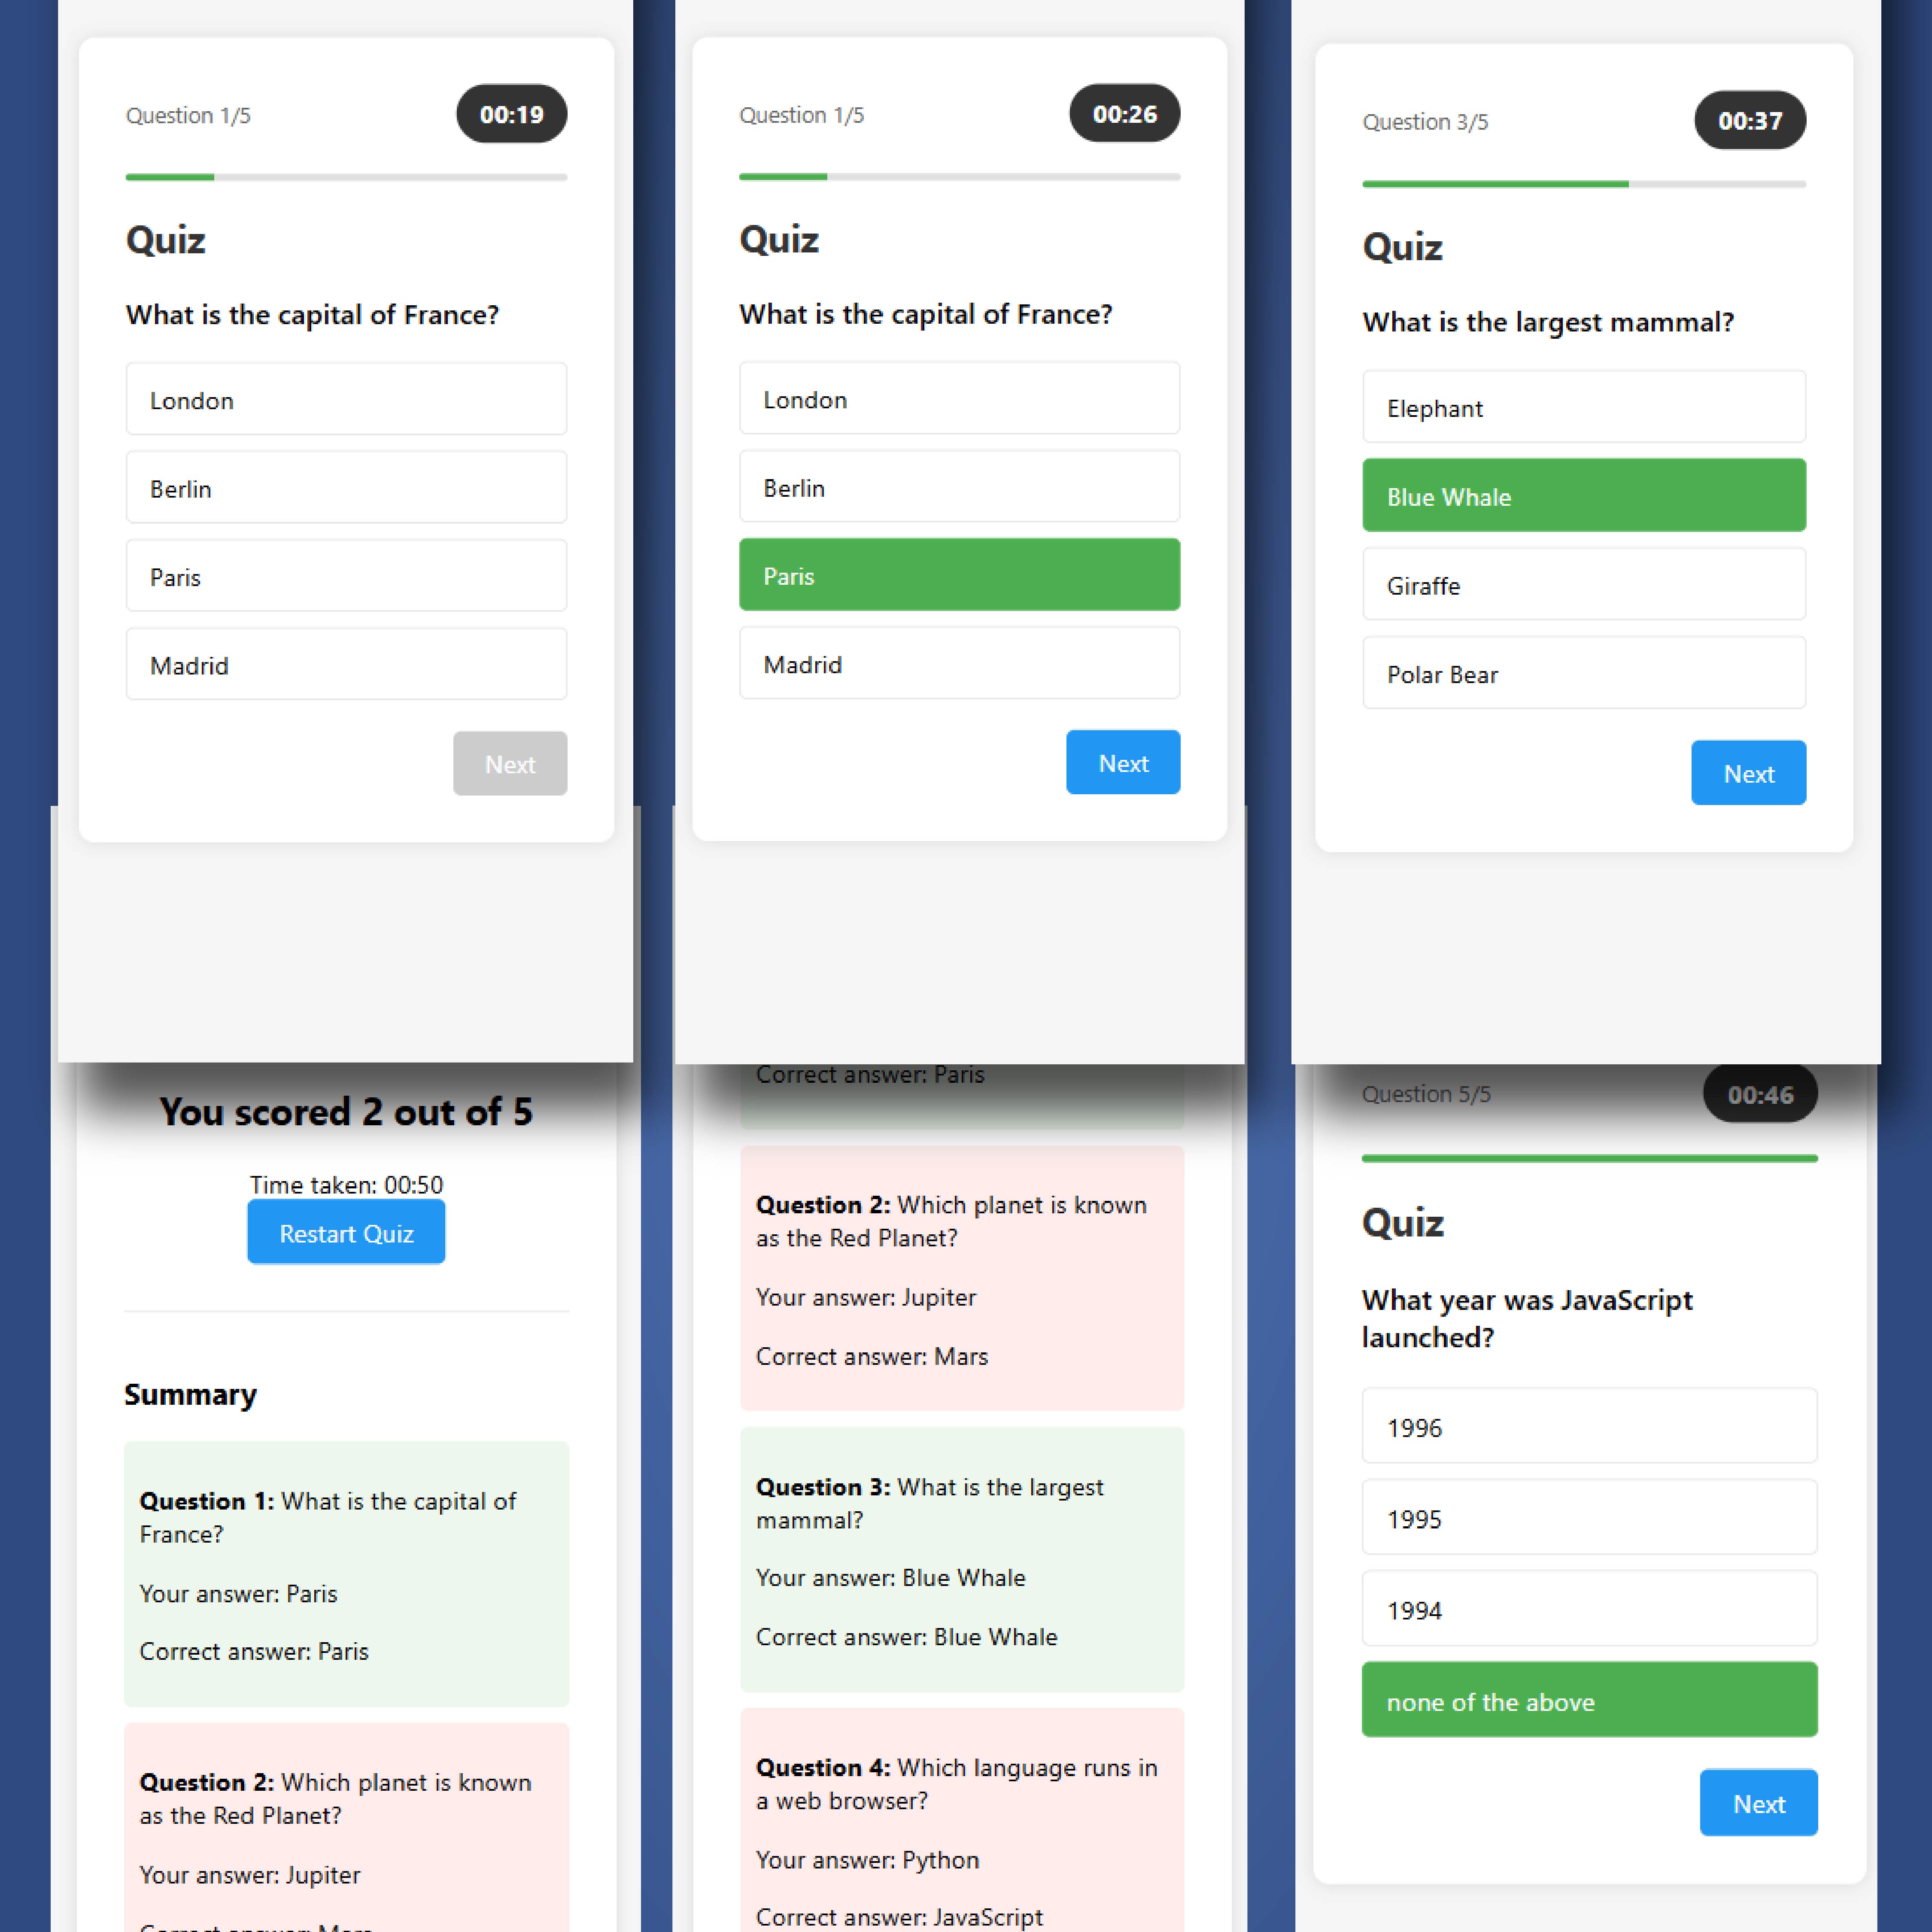 Question 1/5
00:19
Quiz
What is the capital of France?
London
Berlin
Paris
Madrid
Next
Question 1/5
00:26
Quiz
What is the capital of France?
London
Berlin
Paris
Madrid
Next
Question 3/5
00:37
Quiz
What is the largest mammal?
Elephant
Blue Whale
Giraffe
Polar Bear
Next
You scored 2 out of 5
Time taken: 00:50
Restart Quiz
Summary
Question 1: What is the capital of
France?
Your answer: Paris
Correct answer: Paris
Question 2: Which planet is known
as the Red Planet?
Your answer: Jupiter
Correct answer: Mars
Correct answer: Paris
Question 2: Which planet is known
as the Red Planet?
Your answer: Jupiter
Correct answer: Mars
Question 3: What is the largest
mammal?
Your answer: Blue Whale
Correct answer: Blue Whale
Question 4: Which language runs in
a web browser?
Your answer: Python
Correct answer: JavaScript
Question 5/5
00:46
Quiz
What year was JavaScript
launched?
1996
1995
1994
none of the above
Next